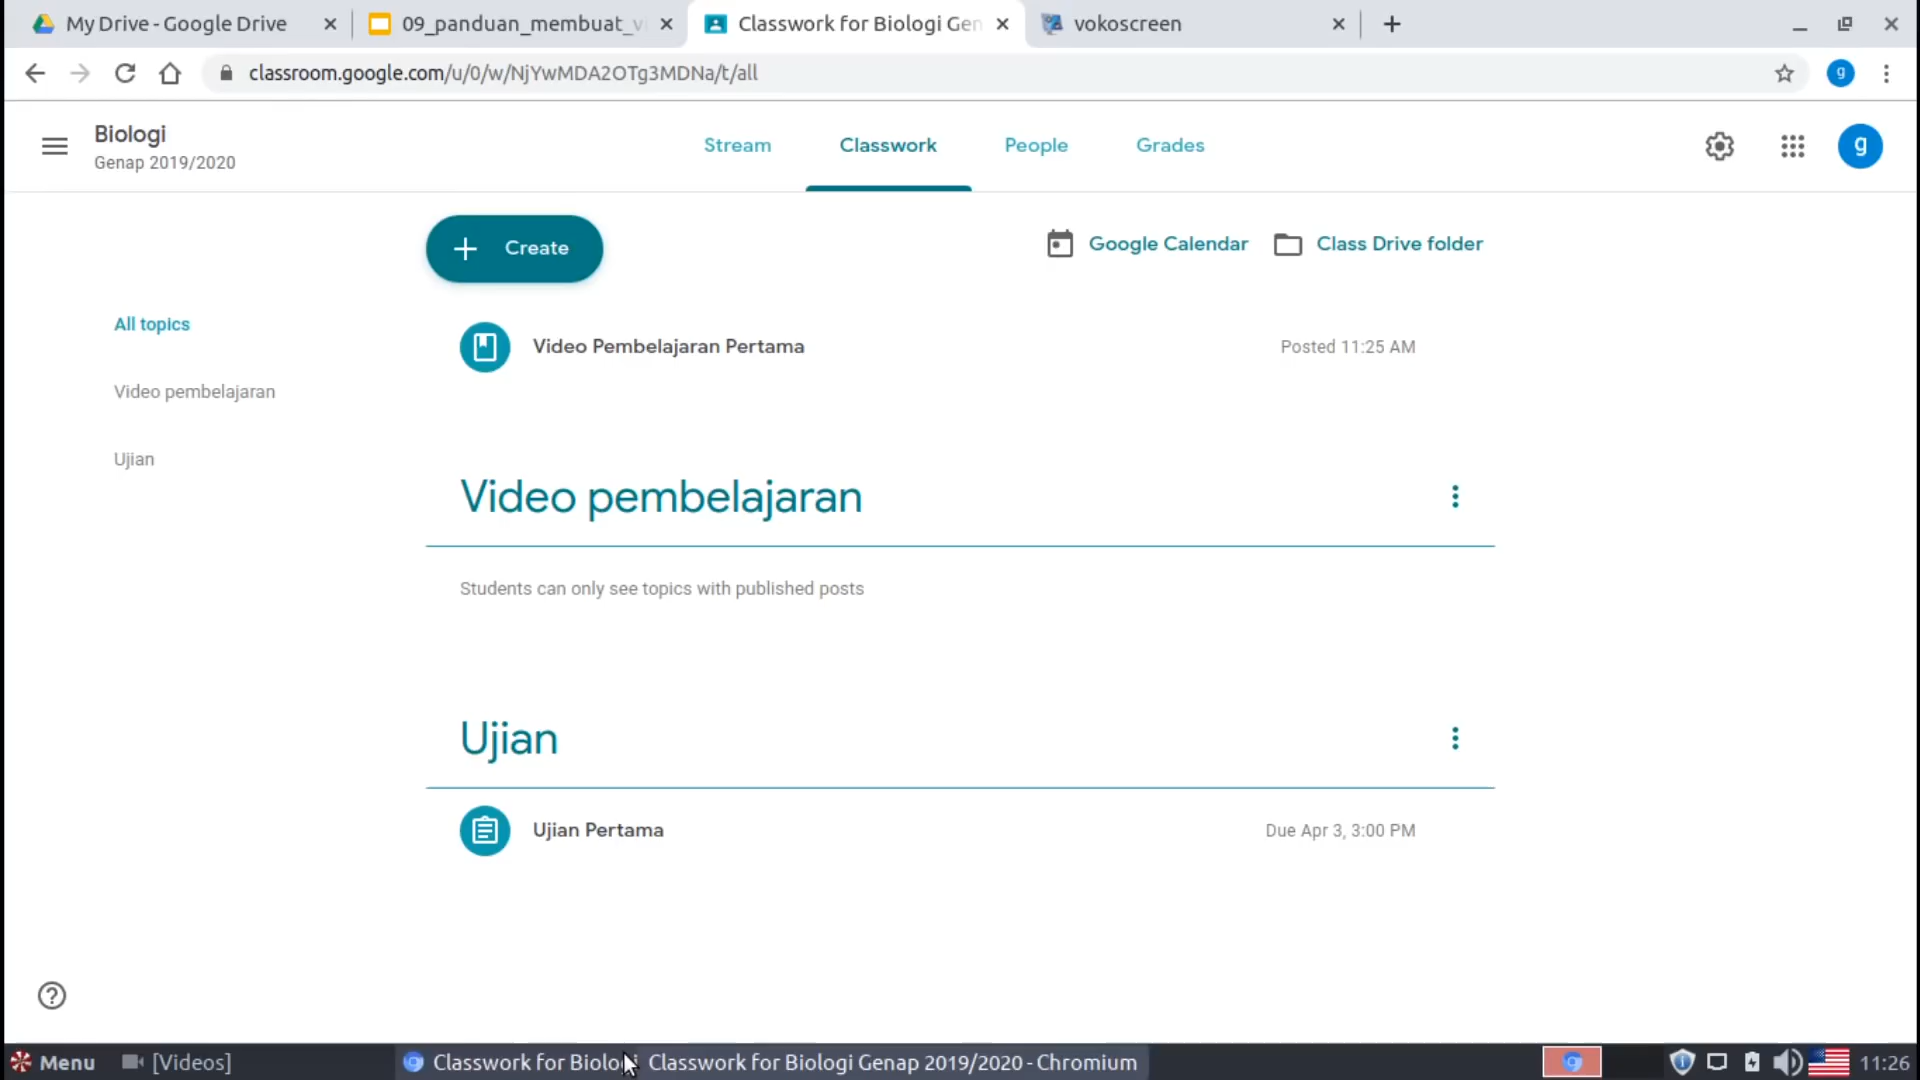 My Drive - Google Drive
09_panduan_membuat_vi
Classwork for Biologi Gen
vokoscreen
classroom.google.com/u/0/w/NjYwMDA2OTg3MDNa/t/all
g
Biologi
Genap 2019/2020
Stream
Classwork
People
Grades
g
Create
Google Calendar
Class Drive folder
All topics
Video pembelajaran
Ujian
Video Pembelajaran Pertama
Posted 11:25 AM
Video pembelajaran
Students can only see topics with published posts
Ujian
Ujian Pertama
Due Apr 3, 3:00 PM
Menu
[Videos]
Classwork for Biolo
Classwork for Biologi Genap 2019/2020 - Chromium
11:26